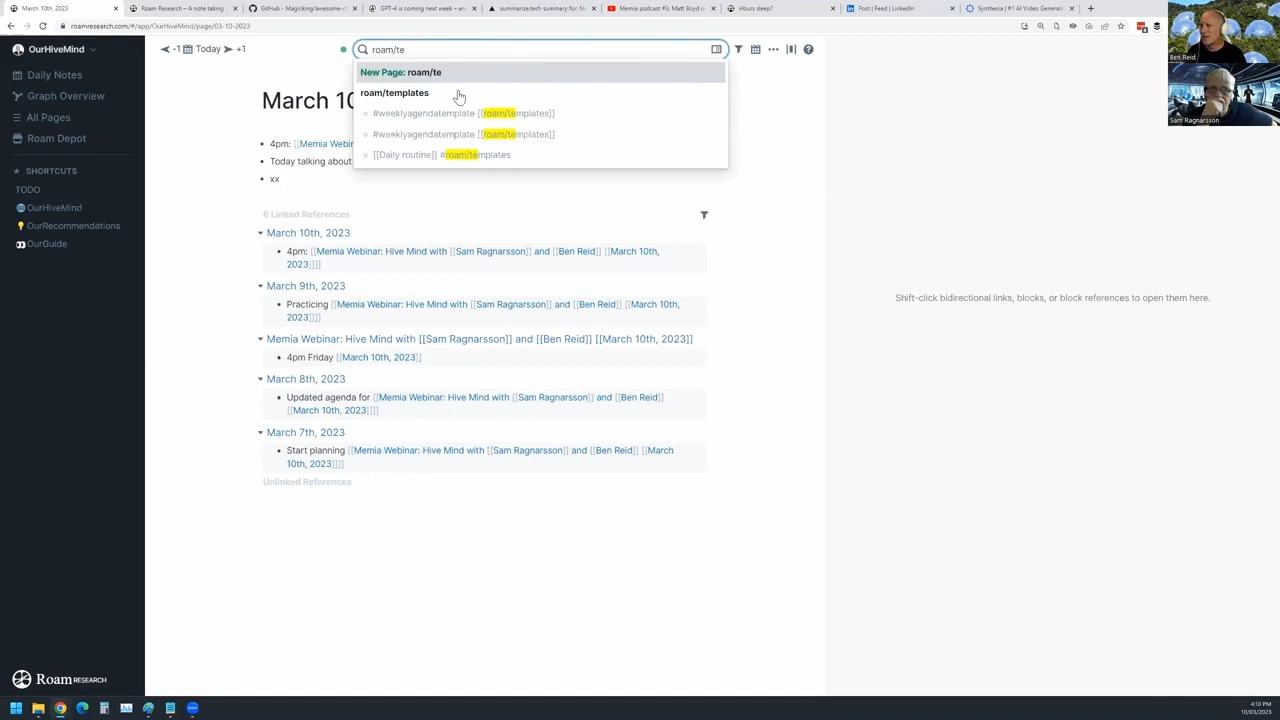 March 10th, 2023
Roam Research – A note taking
GitHub - Magicking/awesome-c
GPT-4 is coming next week – an
summarize.tech summary for M
Memia podcast #3: Matt Boyd o
Hours sleep?
Post | Feed | LinkedIn
Synthesia | #1 AI Video Genera
roamresearch.com/#/app/OurHiveMind/page/03-10-2023
OurHiveMind
-1 Today +1
roam/te
Daily Notes
Graph Overview
All Pages
Roam Depot
SHORTCUTS
TODO
OurHiveMind
OurRecommendations
OurGuide
New Page: roam/te
roam/templates
#weeklyagendatemplate [[roam/templates]]
#weeklyagendatemplate [[roam/templates]]
[[Daily routine]] #roam/templates
March 10
4pm: [[Memia Webin
Today talking about
xx
6 Linked References
March 10th, 2023
4pm: [[Memia Webinar: Hive Mind with [[Sam Ragnarsson]] and [[Ben Reid]] [[March 10th,
2023]]]]
March 9th, 2023
Practicing [[Memia Webinar: Hive Mind with [[Sam Ragnarsson]] and [[Ben Reid]] [[March 10th,
2023]]]]
Memia Webinar: Hive Mind with [[Sam Ragnarsson]] and [[Ben Reid]] [[March 10th, 2023]]
4pm Friday [[March 10th, 2023]]
March 8th, 2023
Updated agenda for [[Memia Webinar: Hive Mind with [[Sam Ragnarsson]] and [[Ben Reid]]
[[March 10th, 2023]]]]
March 7th, 2023
Start planning [[Memia Webinar: Hive Mind with [[Sam Ragnarsson]] and [[Ben Reid]] [[March
10th, 2023]]]]
Unlinked References
Shift-click bidirectional links, blocks, or block references to open them here.
Ben Reid
Sam Ragnarsson
Roam RESEARCH
4:10 PM
10/03/2023